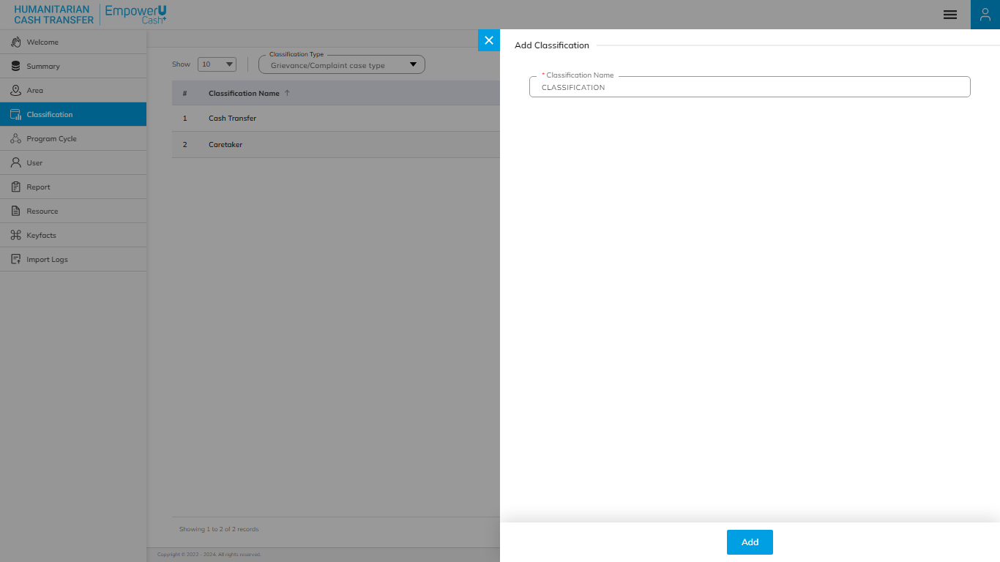 HUMANITARIAN
CASH TRANSFER
EmpowerU
Cash+
Welcome
Summary
Area
Classification
Program Cycle
User
Report
Resource
Keyfacts
Import Logs
Show
10
Classification Type
Grievance/Complaint case type
# Classification Name ↑
1 Cash Transfer
2 Caretaker
Showing 1 to 2 of 2 records
Copyright © 2022 - 2024. All rights reserved.
Add Classification
* Classification Name
CLASSIFICATION
Add